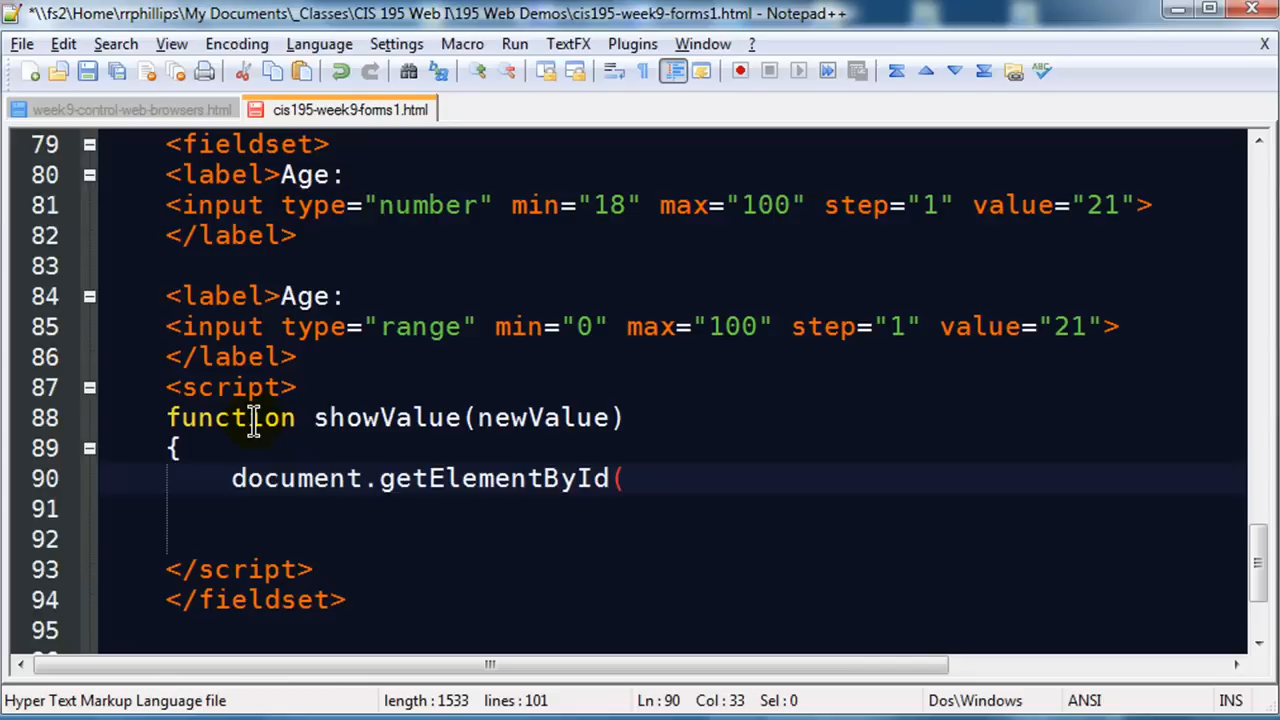 *\\fs2\Home\rrphillips\My Documents\_Classes\CIS 195 Web I\195 Web Demos\cis195-week9-forms1.html - Notepad++
File Edit Search View Encoding Language Settings Macro Run TextFX Plugins Window ? X
week9-control-web-browsers.html cis195-week9-forms1.html
79 <fieldset>
80 <label>Age:
81 <input type="number" min="18" max="100" step="1" value="21">
82 </label>
83
84 <label>Age:
85 <input type="range" min="0" max="100" step="1" value="21">
86 </label>
87 <script>
88 function showValue(newValue)
89 {
90 document.getElementById(
91
92
93 </script>
94 </fieldset>
95
Hyper Text Markup Language file length : 1533 lines : 101 Ln : 90 Col : 33 Sel : 0 Dos\Windows ANSI INS